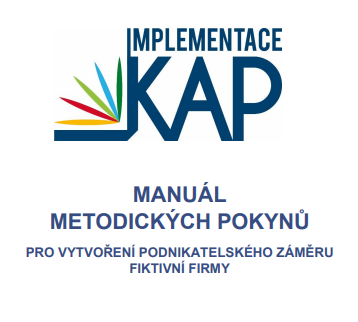 IMPLEMENTACE
KAP
MANUÁL
METODICKÝCH POKYNŮ
PRO VYTVOŘENÍ PODNIKATELSKÉHO ZÁMĚRU
FIKTIVNÍ FIRMY